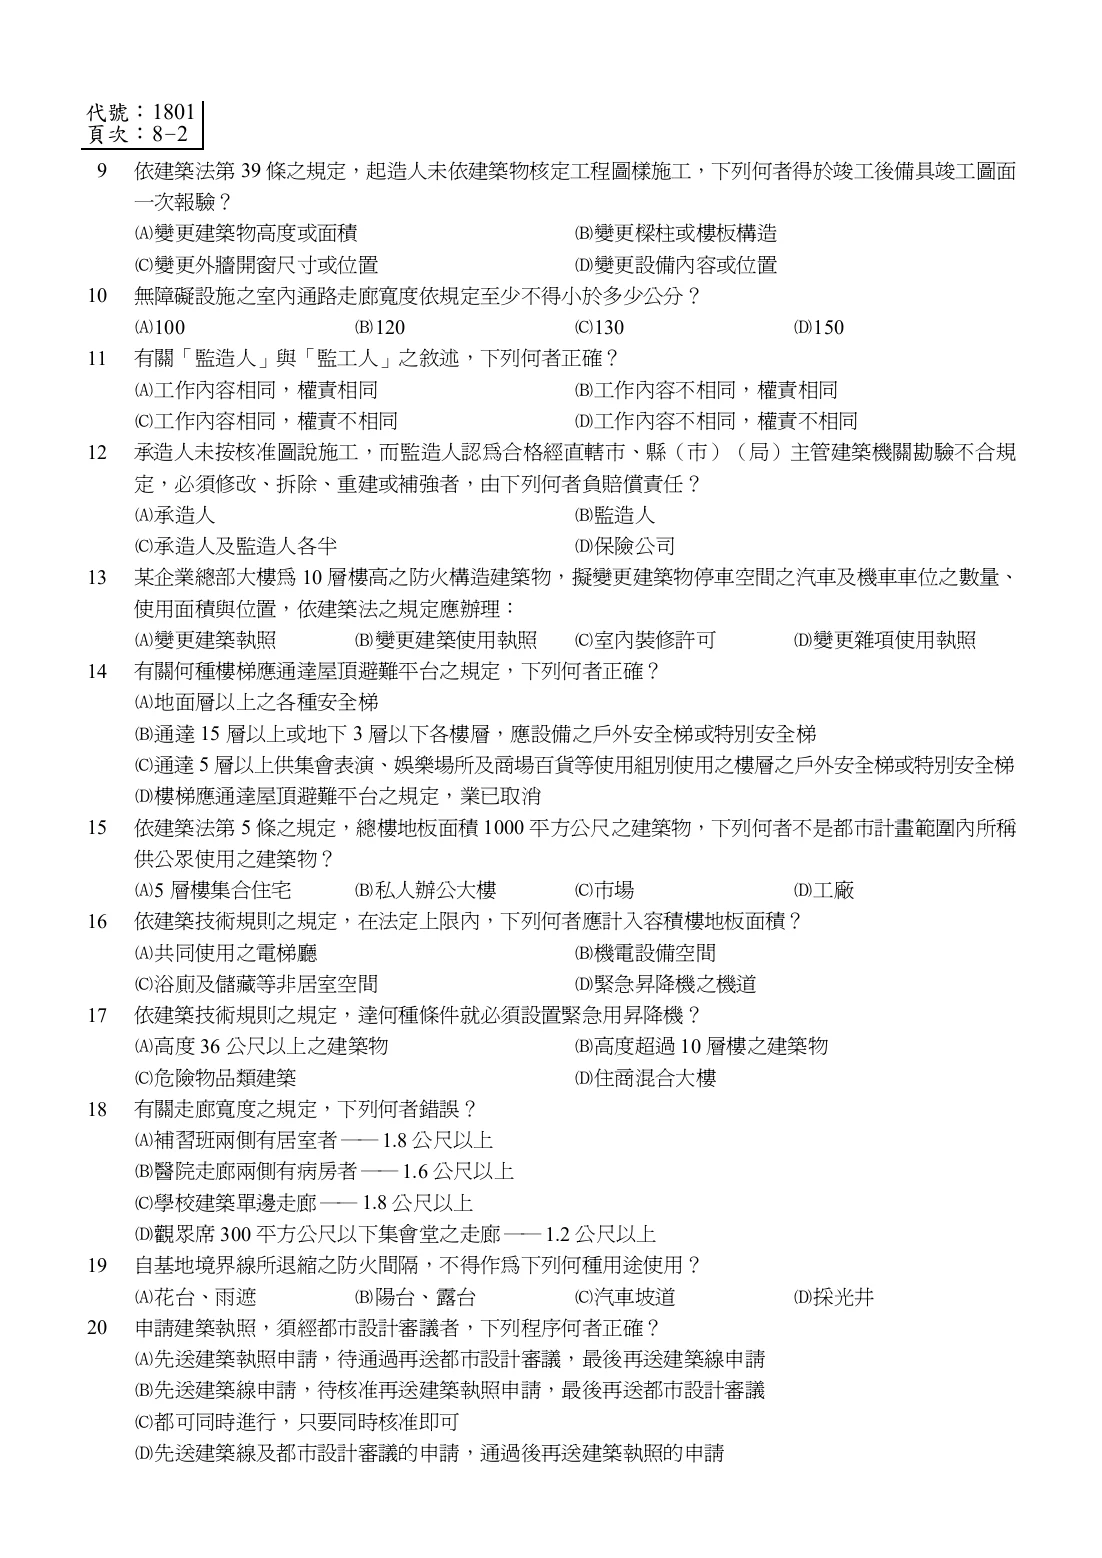 代號：1801
頁次：8－2
9 依建築法第 39 條之規定，起造人未依建築物核定工程圖樣施工，下列何者得於竣工後備具竣工圖面
一次報驗？
(A)變更建築物高度或面積 (B)變更樑柱或樓板構造
(C)變更外牆開窗尺寸或位置 (D)變更設備內容或位置
10 無障礙設施之室內通路走廊寬度依規定至少不得小於多少公分？
(A)100 (B)120 (C)130 (D)150
11 有關「監造人」與「監工人」之敘述，下列何者正確？
(A)工作內容相同，權責相同 (B)工作內容不相同，權責相同
(C)工作內容相同，權責不相同 (D)工作內容不相同，權責不相同
12 承造人未按核准圖說施工，而監造人認為合格經直轄市、縣（市）（局）主管建築機關勘驗不合規
定，必須修改、拆除、重建或補強者，由下列何者負賠償責任？
(A)承造人 (B)監造人
(C)承造人及監造人各半 (D)保險公司
13 某企業總部大樓為 10 層樓高之防火構造建築物，擬變更建築物停車空間之汽車及機車車位之數量、
使用面積與位置，依建築法之規定應辦理：
(A)變更建築執照 (B)變更建築使用執照 (C)室內裝修許可 (D)變更雜項使用執照
14 有關何種樓梯應通達屋頂避難平台之規定，下列何者正確？
(A)地面層以上之各種安全梯
(B)通達 15 層以上或地下 3 層以下各樓層，應設備之戶外安全梯或特別安全梯
(C)通達 5 層以上供集會表演、娛樂場所及商場百貨等使用組別使用之樓層之戶外安全梯或特別安全梯
(D)樓梯應通達屋頂避難平台之規定，業已取消
15 依建築法第 5 條之規定，總樓地板面積 1000 平方公尺之建築物，下列何者不是都市計畫範圍內所稱
供公眾使用之建築物？
(A)5 層樓集合住宅 (B)私人辦公大樓 (C)市場 (D)工廠
16 依建築技術規則之規定，在法定上限內，下列何者應計入容積樓地板面積？
(A)共同使用之電梯廳 (B)機電設備空間
(C)浴廁及儲藏等非居室空間 (D)緊急昇降機之機道
17 依建築技術規則之規定，達何種條件就必須設置緊急用昇降機？
(A)高度 36 公尺以上之建築物 (B)高度超過 10 層樓之建築物
(C)危險物品類建築 (D)住商混合大樓
18 有關走廊寬度之規定，下列何者錯誤？
(A)補習班兩側有居室者——1.8 公尺以上
(B)醫院走廊兩側有病房者——1.6 公尺以上
(C)學校建築單邊走廊——1.8 公尺以上
(D)觀眾席 300 平方公尺以下集會堂之走廊——1.2 公尺以上
19 自基地境界線所退縮之防火間隔，不得作為下列何種用途使用？
(A)花台、雨遮 (B)陽台、露台 (C)汽車坡道 (D)採光井
20 申請建築執照，須經都市設計審議者，下列程序何者正確？
(A)先送建築執照申請，待通過再送都市設計審議，最後再送建築線申請
(B)先送建築線申請，待核准再送建築執照申請，最後再送都市設計審議
(C)都可同時進行，只要同時核准即可
(D)先送建築線及都市設計審議的申請，通過後再送建築執照的申請